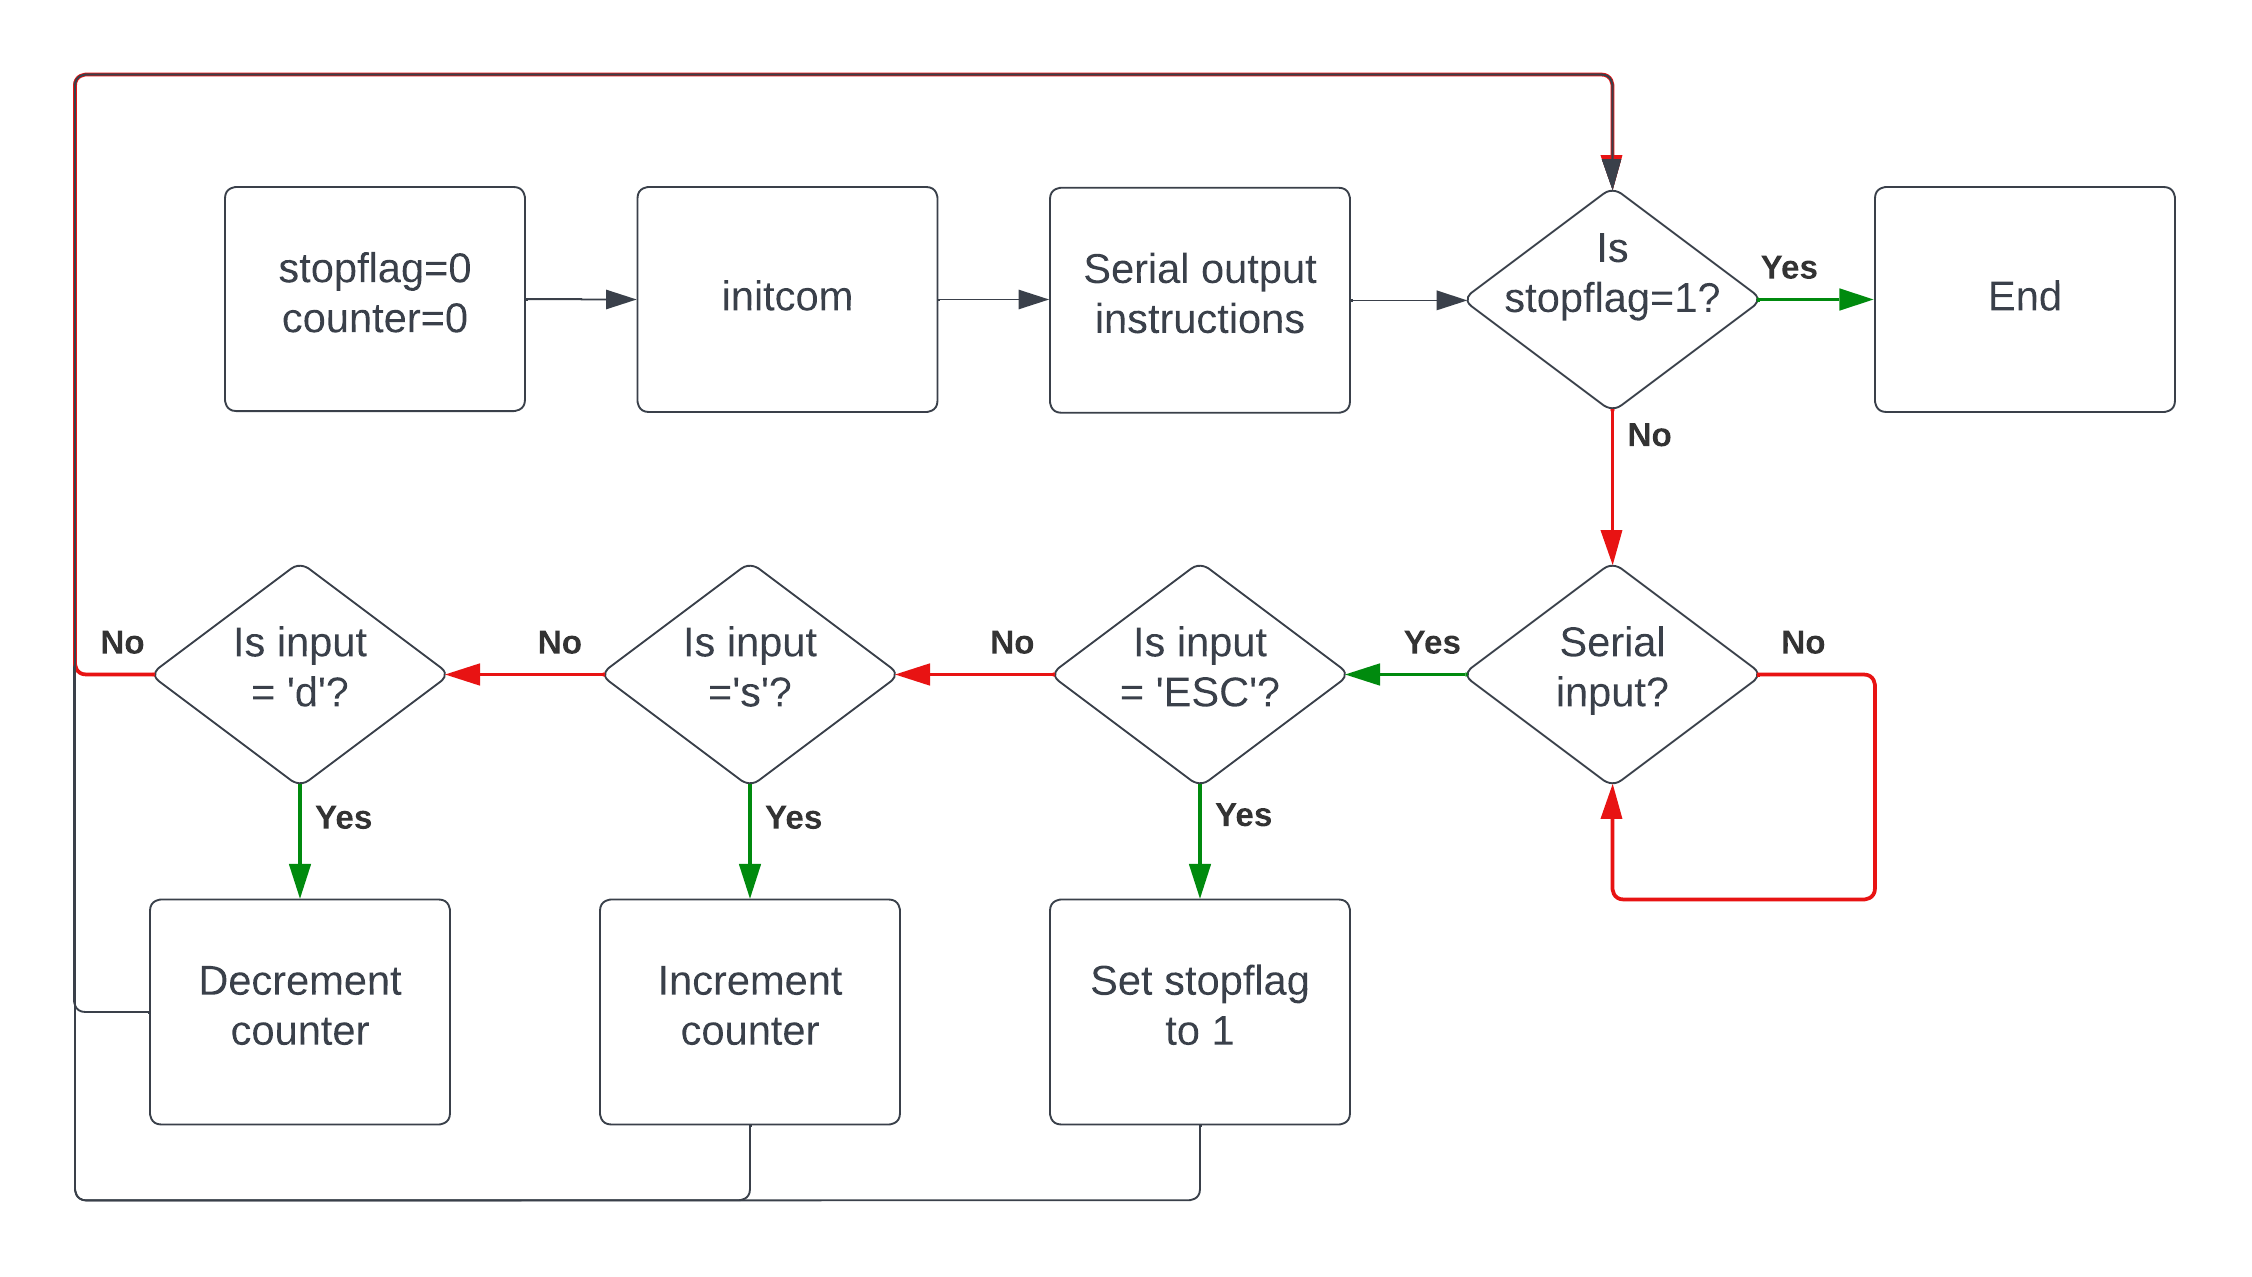 stopflag=0
counter=0
initcom
Serial output
instructions
Is
stopflag=1?
Yes
End
No
No
Is input
= 'd'?
No
Is input
='s'?
No
Is input
= 'ESC'?
Yes
Serial
input?
No
Yes
Yes
Yes
Decrement
counter
Increment
counter
Set stopflag
to 1